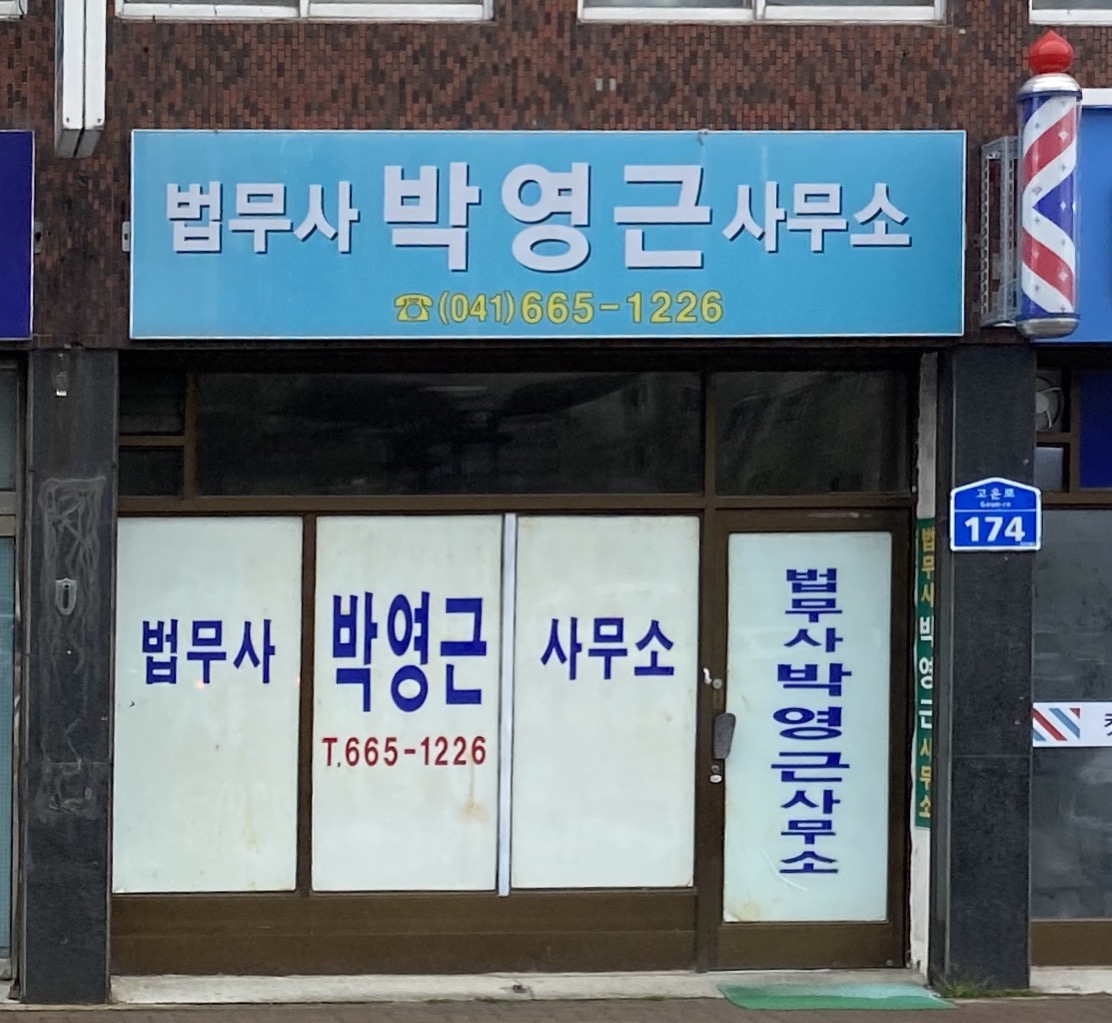 법무사 박영근 사무소
☎(041)665-1226
법무사 박영근 사무소
T.665-1226
법무사박영근사무소
법무사 박영근사무소
고운로
Goun-ro
174